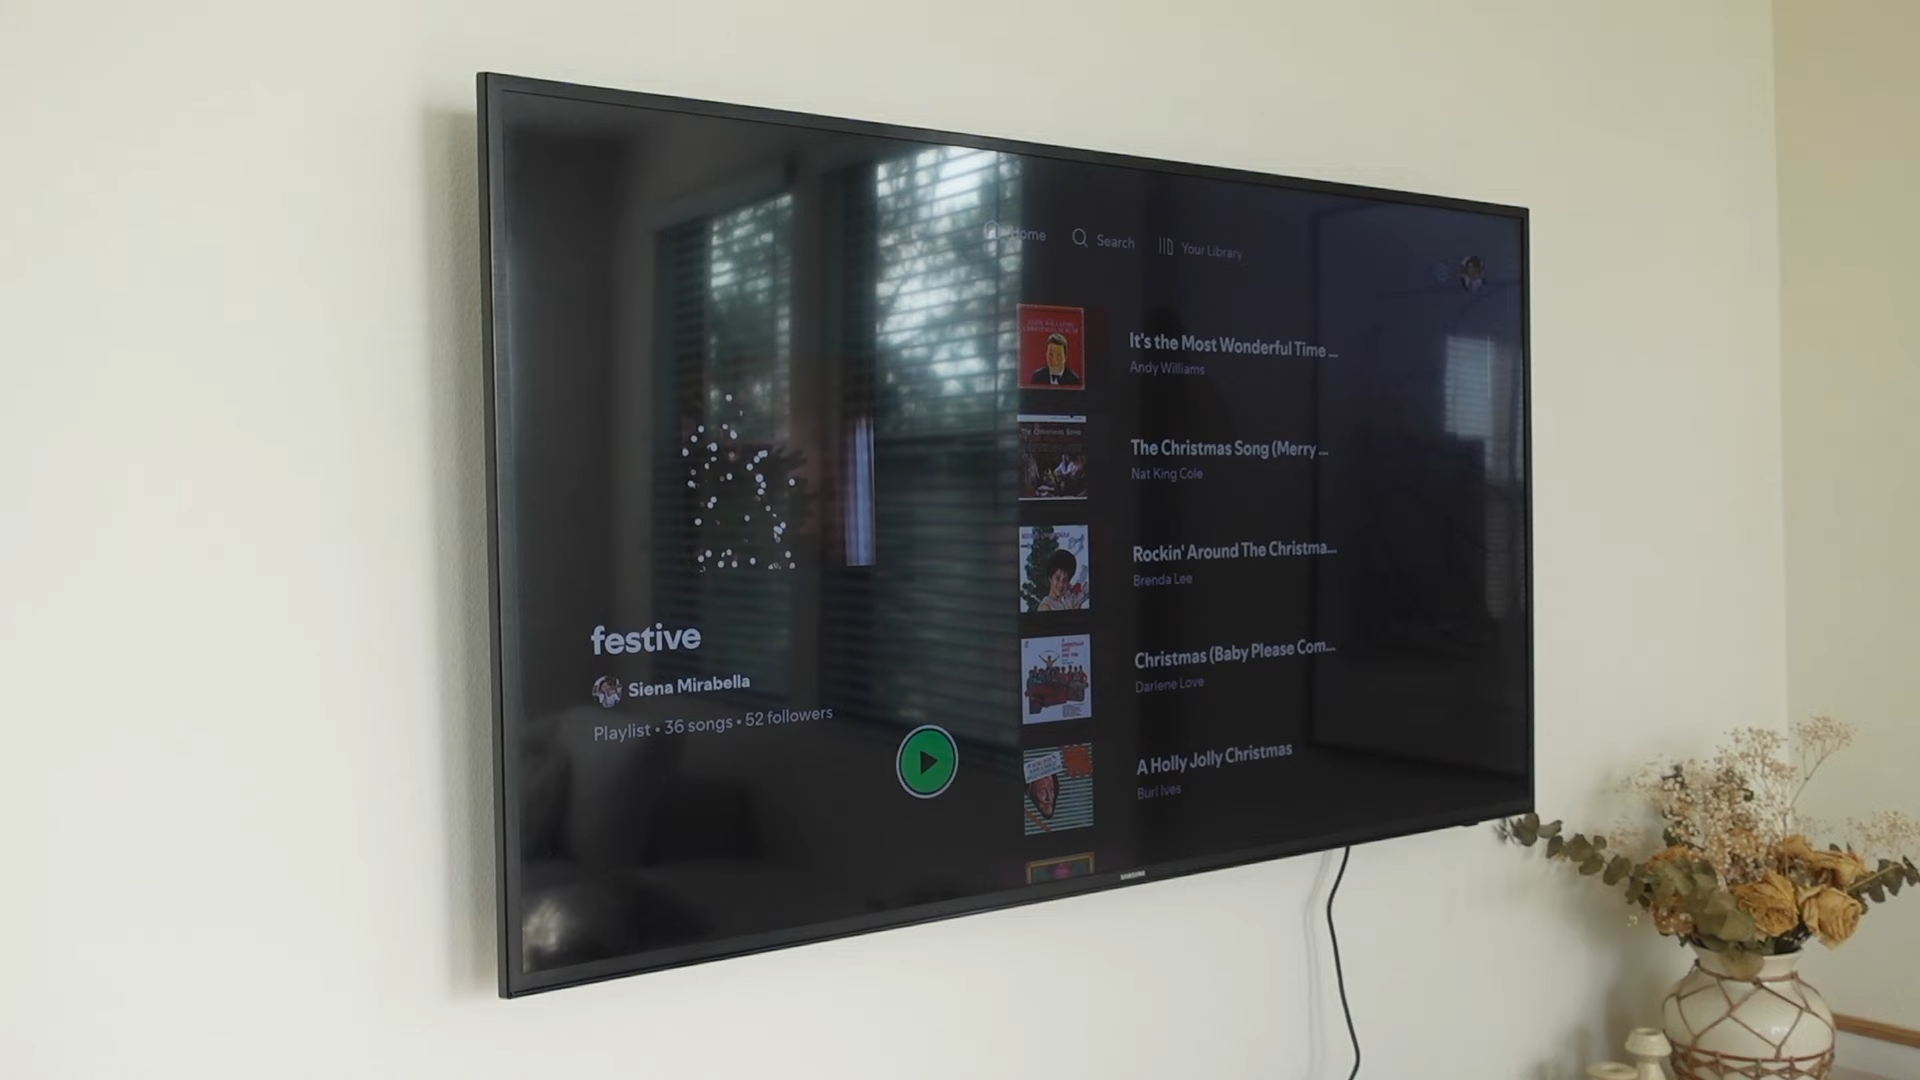 Home
Search
Your Library
It's the Most Wonderful Time ...
Andy Williams
The Christmas Song (Merry ...
Nat King Cole
Rockin' Around The Christma...
Brenda Lee
Christmas (Baby Please Com...
Darlene Love
A Holly Jolly Christmas
Burl Ives
festive
Siena Mirabella
Playlist • 36 songs • 52 followers
SAMSUNG